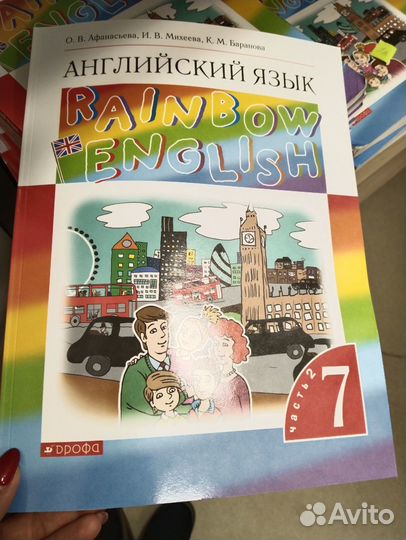 О. В. Афанасьева, И. В. Михеева, К. М. Баранова
АНГЛИЙСКИЙ ЯЗЫК
RAINBOW
ENGLISH
часть 2
7
ДРОФА
Avito